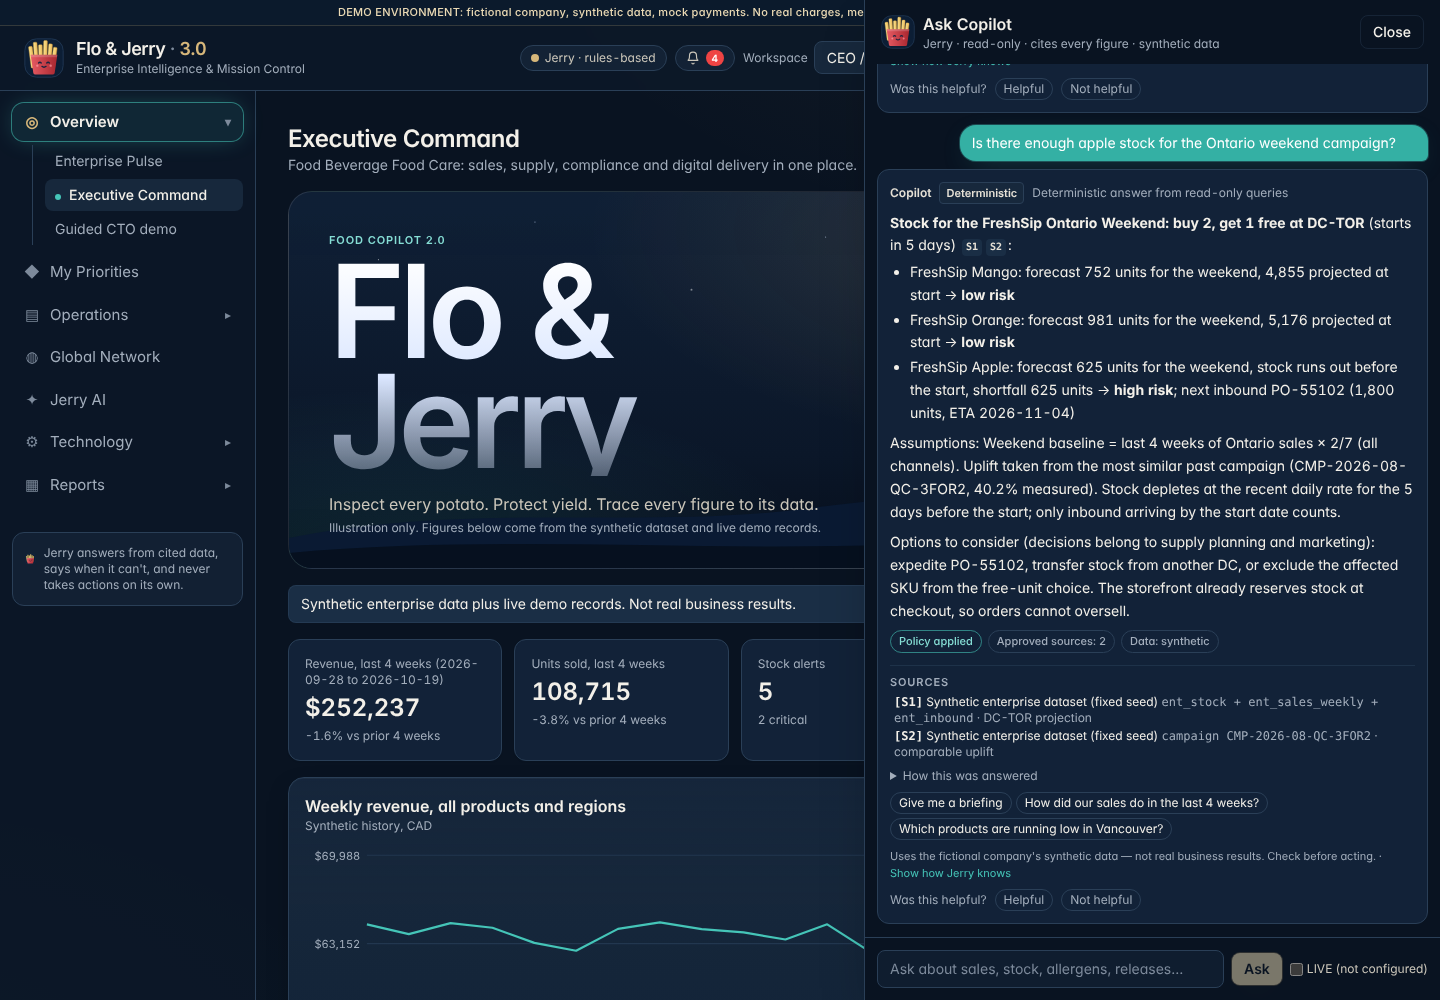 DEMO ENVIRONMENT: fictional company, synthetic data, mock payments. No real charges, me
Flo & Jerry · 3.0
Enterprise Intelligence & Mission Control
Jerry · rules-based
4
Workspace
CEO /
Overview
Enterprise Pulse
Executive Command
Guided CTO demo
My Priorities
Operations
Global Network
Jerry AI
Technology
Reports
Jerry answers from cited data,
says when it can't, and never
takes actions on its own.
Executive Command
Food Beverage Food Care: sales, supply, compliance and digital delivery in one place.
FOOD COPILOT 2.0
Flo &
Jerry
Inspect every potato. Protect yield. Trace every figure to its data.
Illustration only. Figures below come from the synthetic dataset and live demo records.
Synthetic enterprise data plus live demo records. Not real business results.
Revenue, last 4 weeks (2026-
09-28 to 2026-10-19)
$252,237
-1.6% vs prior 4 weeks
Units sold, last 4 weeks
108,715
-3.8% vs prior 4 weeks
Stock alerts
5
2 critical
Weekly revenue, all products and regions
Synthetic history, CAD
$69,988
$63,152
Ask Copilot
Jerry · read-only · cites every figure · synthetic data
Close
Was this helpful?
Helpful
Not helpful
Is there enough apple stock for the Ontario weekend campaign?
Copilot
Deterministic
Deterministic answer from read-only queries
Stock for the FreshSip Ontario Weekend: buy 2, get 1 free at DC-TOR (starts
in 5 days) S1 S2 :
• FreshSip Mango: forecast 752 units for the weekend, 4,855 projected at
start → low risk
• FreshSip Orange: forecast 981 units for the weekend, 5,176 projected at
start → low risk
• FreshSip Apple: forecast 625 units for the weekend, stock runs out before
the start, shortfall 625 units → high risk; next inbound PO-55102 (1,800
units, ETA 2026-11-04)
Assumptions: Weekend baseline = last 4 weeks of Ontario sales × 2/7 (all
channels). Uplift taken from the most similar past campaign (CMP-2026-08-
QC-3FOR2, 40.2% measured). Stock depletes at the recent daily rate for the 5
days before the start; only inbound arriving by the start date counts.
Options to consider (decisions belong to supply planning and marketing):
expedite PO-55102, transfer stock from another DC, or exclude the affected
SKU from the free-unit choice. The storefront already reserves stock at
checkout, so orders cannot oversell.
Policy applied
Approved sources: 2
Data: synthetic
SOURCES
[S1] Synthetic enterprise dataset (fixed seed) ent_stock + ent_sales_weekly +
ent_inbound · DC-TOR projection
[S2] Synthetic enterprise dataset (fixed seed) campaign CMP-2026-08-QC-3FOR2 ·
comparable uplift
How this was answered
Give me a briefing
How did our sales do in the last 4 weeks?
Which products are running low in Vancouver?
Uses the fictional company's synthetic data — not real business results. Check before acting. ·
Show how Jerry knows
Was this helpful?
Helpful
Not helpful
Ask about sales, stock, allergens, releases...
Ask
LIVE (not configured)